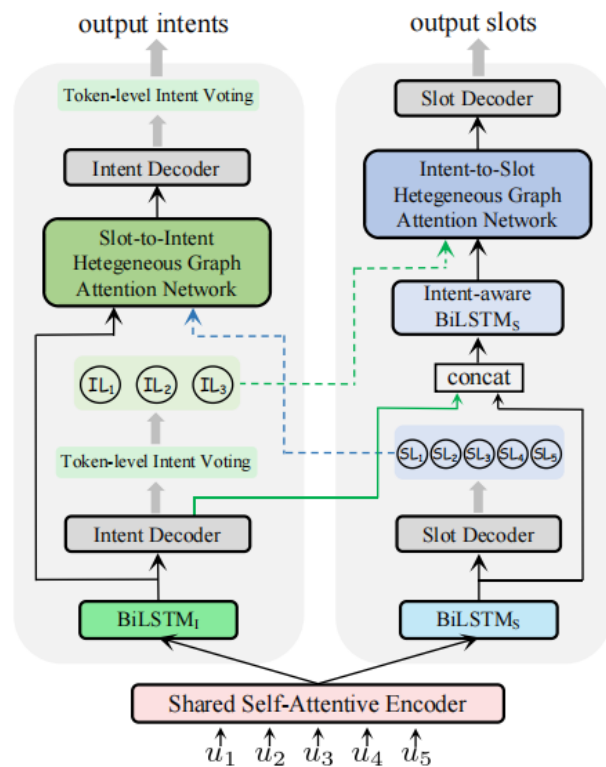 output intents
Token-level Intent Voting
Intent Decoder
Slot-to-Intent
Hetegeneous Graph
Attention Network
IL₁ IL₂ IL₃
Token-level Intent Voting
Intent Decoder
BiLSTMI
output slots
Slot Decoder
Intent-to-Slot
Hetegeneous Graph
Attention Network
Intent-aware
BiLSTMS
concat
SL₁ SL₂ SL₃ SL₄ SL₅
Slot Decoder
BiLSTMS
Shared Self-Attentive Encoder
u₁ u₂ u₃ u₄ u₅